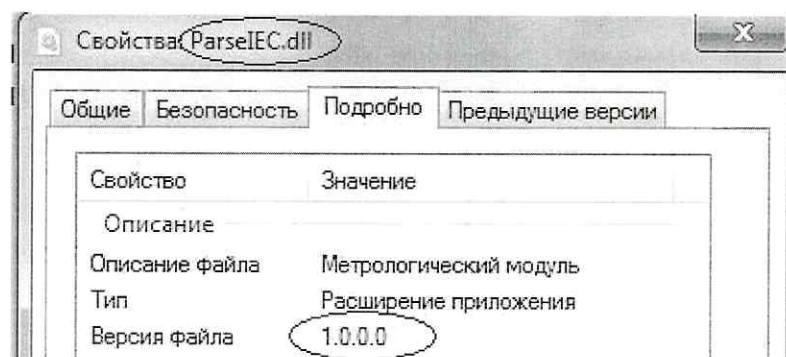 Свойства: ParseIEC.dll
Общие Безопасность Подробно Предыдущие версии
Свойство Значение
Описание
Описание файла Метрологический модуль
Тип Расширение приложения
Версия файла 1.0.0.0